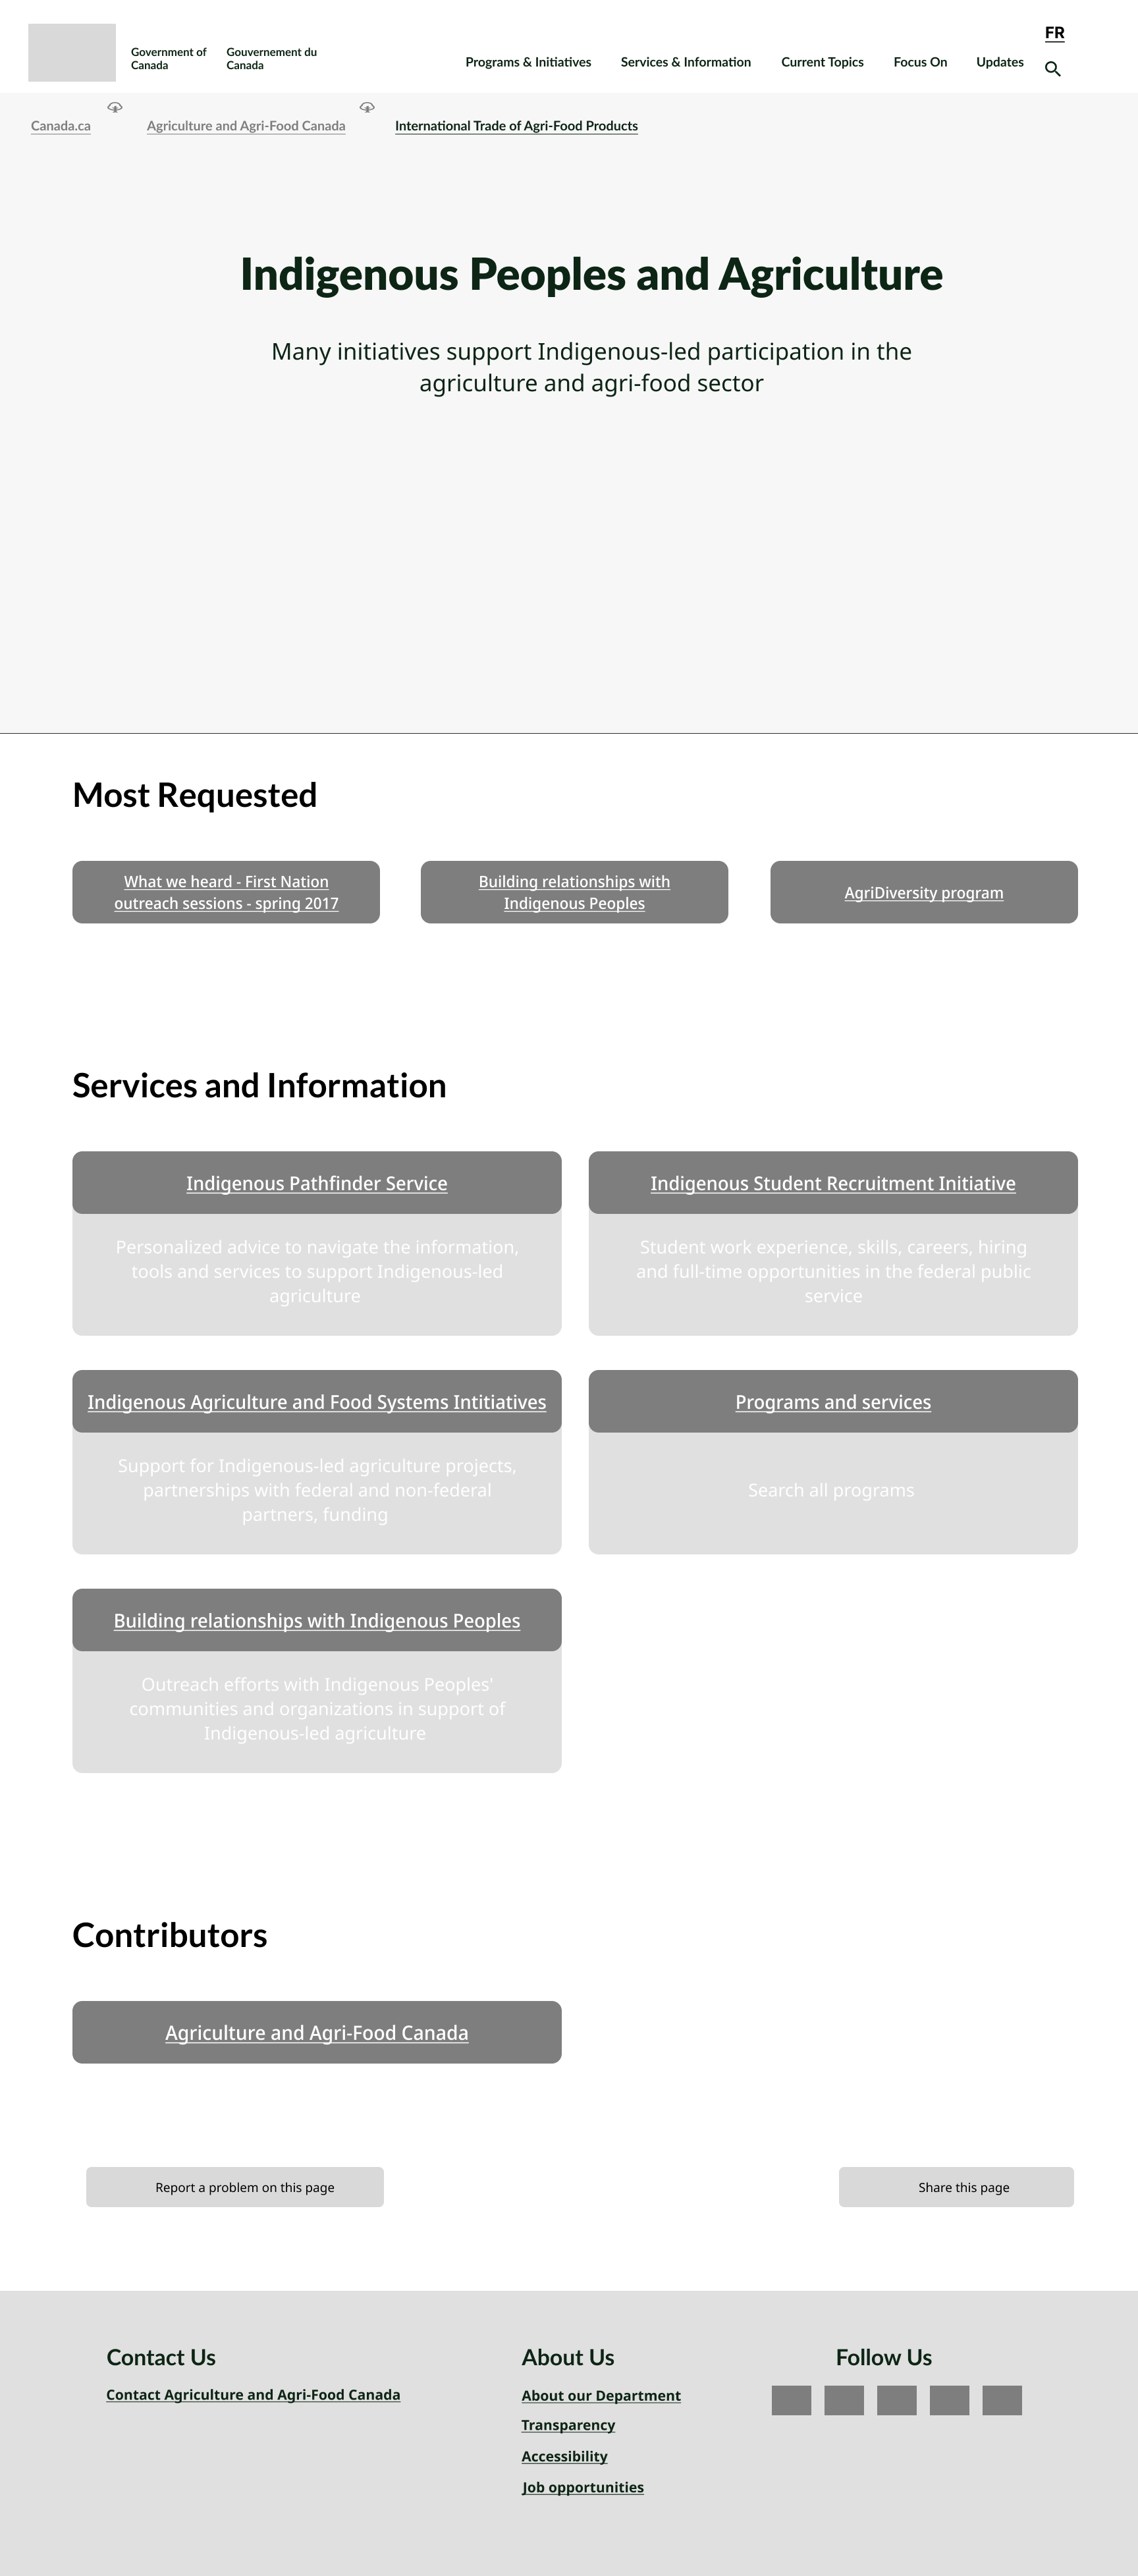 Government of
Canada
Gouvernement du
Canada
Programs & Initiatives
Services & Information
Current Topics
Focus On
Updates
FR
Canada.ca
Agriculture and Agri-Food Canada
International Trade of Agri-Food Products
Indigenous Peoples and Agriculture
Many initiatives support Indigenous-led participation in the
agriculture and agri-food sector
Most Requested
What we heard - First Nation
outreach sessions - spring 2017
Building relationships with
Indigenous Peoples
AgriDiversity program
Services and Information
Indigenous Pathfinder Service
Personalized advice to navigate the information,
tools and services to support Indigenous-led
agriculture
Indigenous Student Recruitment Initiative
Student work experience, skills, careers, hiring
and full-time opportunities in the federal public
service
Indigenous Agriculture and Food Systems Intitiatives
Support for Indigenous-led agriculture projects,
partnerships with federal and non-federal
partners, funding
Programs and services
Search all programs
Building relationships with Indigenous Peoples
Outreach efforts with Indigenous Peoples'
communities and organizations in support of
Indigenous-led agriculture
Contributors
Agriculture and Agri-Food Canada
Report a problem on this page
Share this page
Contact Us
Contact Agriculture and Agri-Food Canada
About Us
About our Department
Transparency
Accessibility
Job opportunities
Follow Us